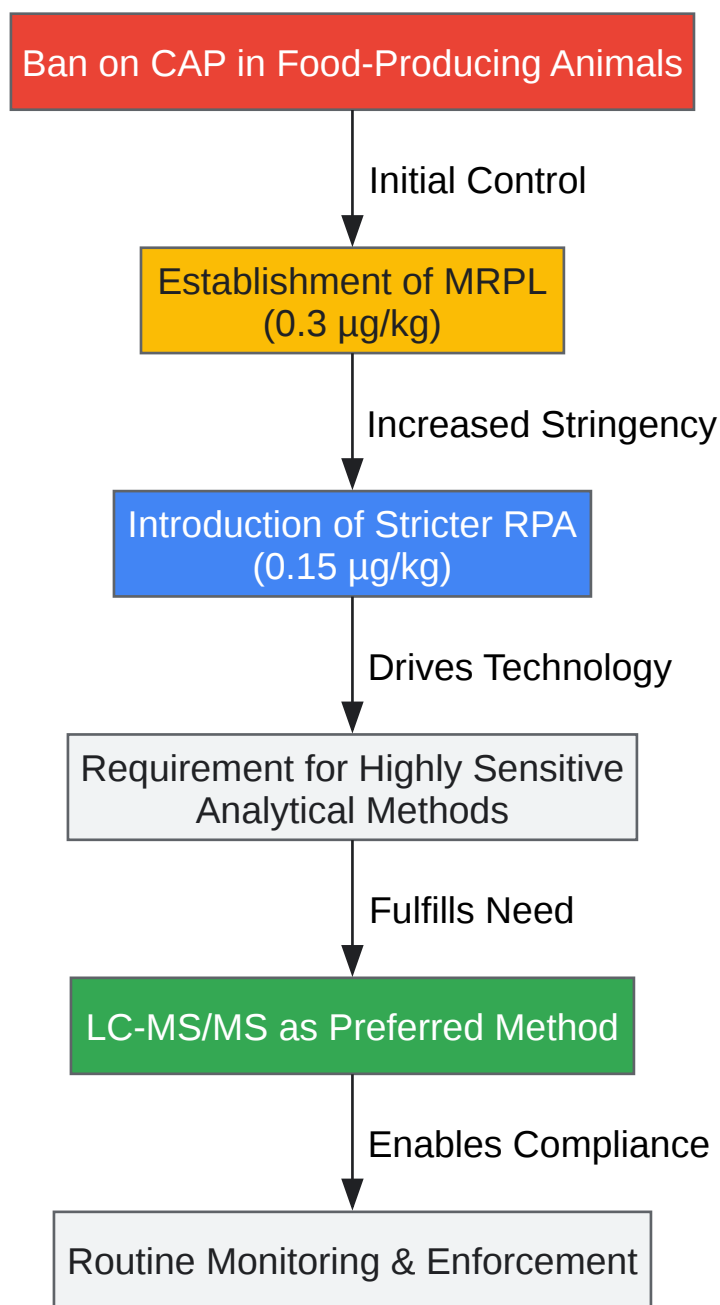 Ban on CAP in Food-Producing Animals
Initial Control
Establishment of MRPL
(0.3 µg/kg)
Increased Stringency
Introduction of Stricter RPA
(0.15 µg/kg)
Drives Technology
Requirement for Highly Sensitive
Analytical Methods
Fulfills Need
LC-MS/MS as Preferred Method
Enables Compliance
Routine Monitoring & Enforcement